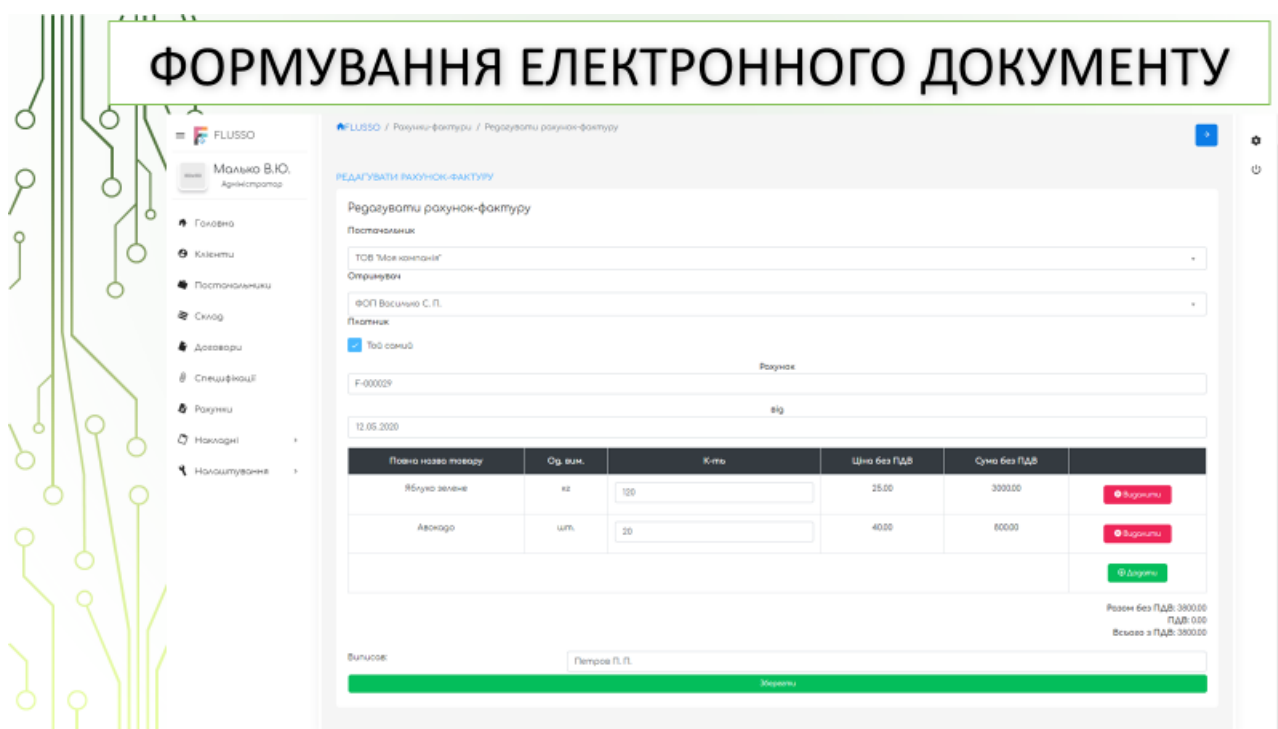 ФОРМУВАННЯ ЕЛЕКТРОННОГО ДОКУМЕНТУ
FLUSSO
Малько В.Ю.
Адміністратор
Головна
Клієнти
Постачальники
Склад
Договори
Специфікації
Рахунки
Накладні
Налаштування
FLUSSO / Рахунки-фактури / Редагувати рахунок-фактуру
РЕДАГУВАТИ РАХУНОК-ФАКТУРУ
Редагувати рахунок-фактуру
Постачальник
ТОВ "Моя компанія"
Отримувач
ФОП Василько С. П.
Платник
Той самий
Рахунок
F-000029
від
12.05.2020
Повна назва товару Од. вим. К-ть Ціна без ПДВ Сума без ПДВ
Яблуко зелене кг 120 25.00 3000.00 Видалити
Авокадо шт. 20 40.00 800.00 Видалити
Додати
Разом без ПДВ: 3800.00
ПДВ: 0.00
Всього з ПДВ: 3800.00
Виписав: Петров П. П.
Зберегти